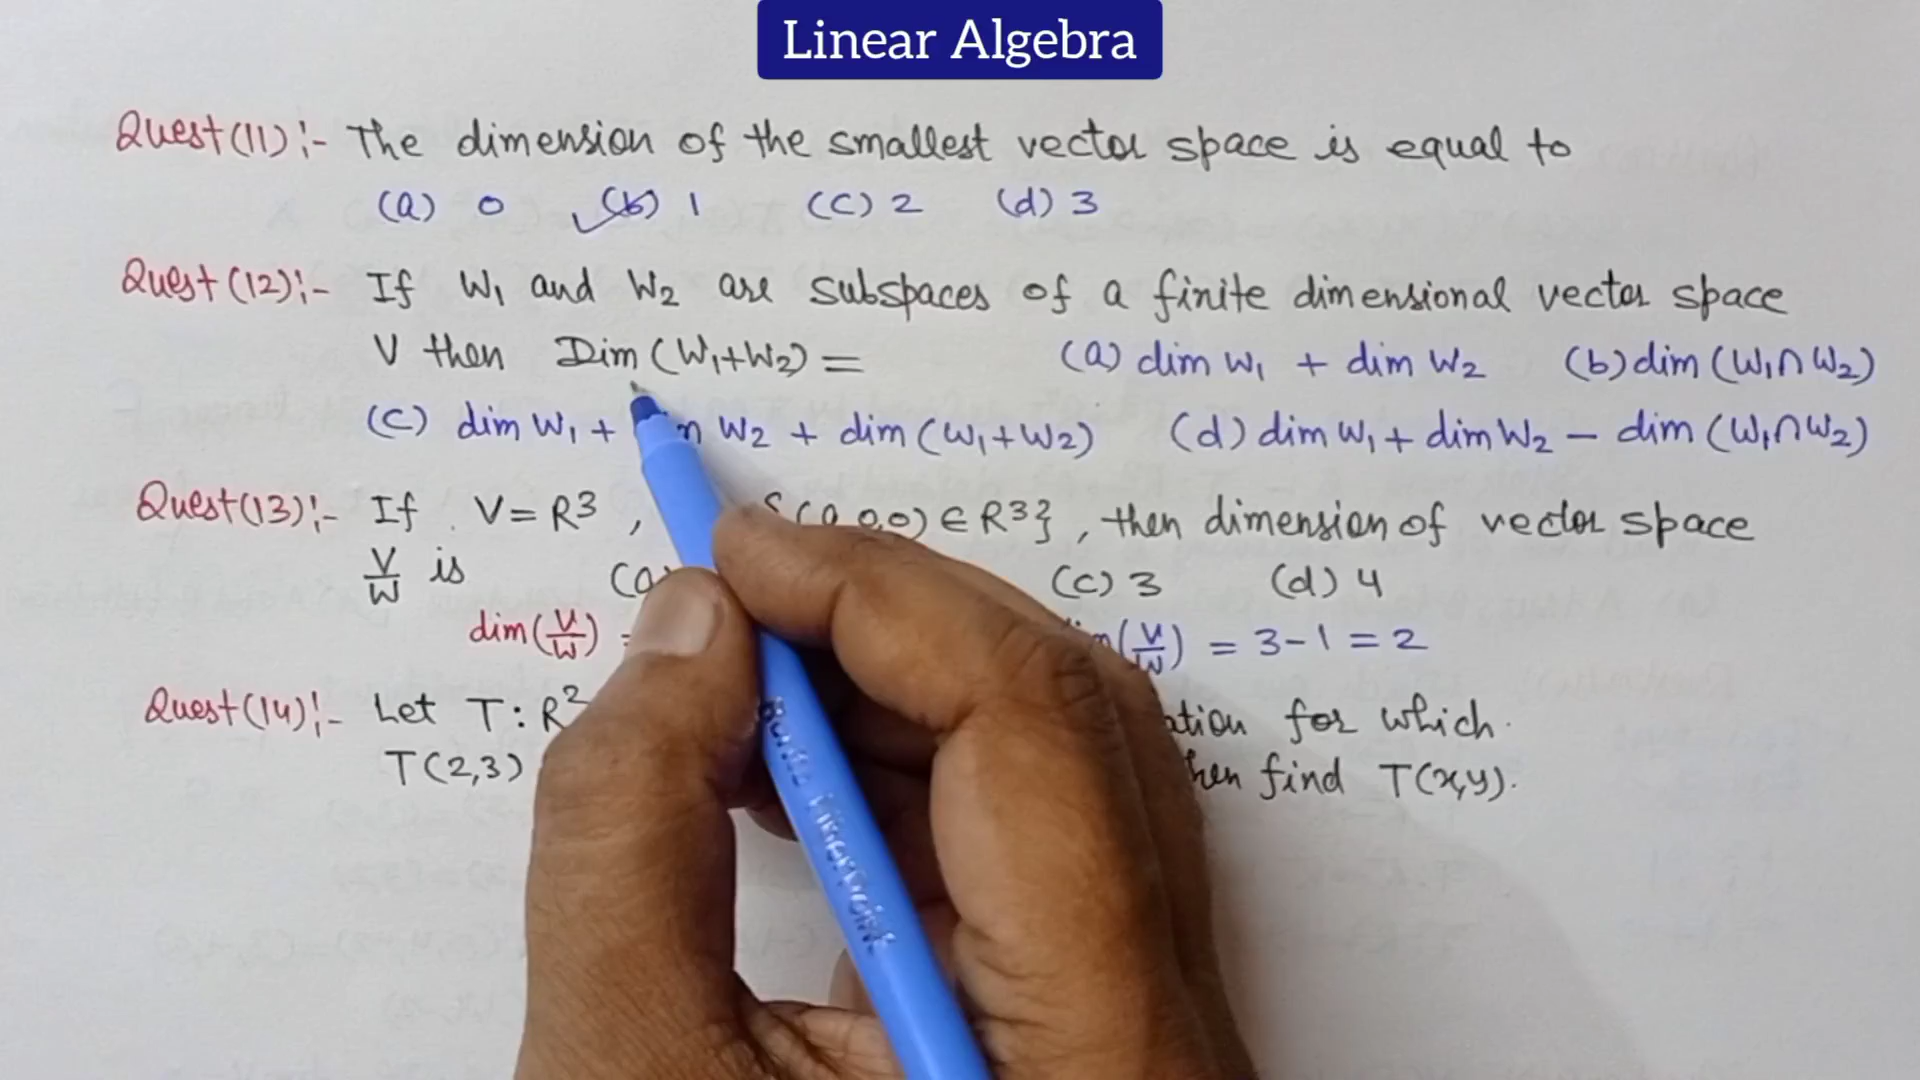 Linear Algebra
Quest(11):- The dimension of the smallest vector space is equal to
(a) 0 (b) 1 (c) 2 (d) 3
Quest(12):- If W₁ and W₂ are subspaces of a finite dimensional vector space
V then Dim(W₁+W₂) = (a) dim W₁ + dim W₂ (b) dim (W₁∩W₂)
(c) dim W₁ + W₂ + dim (W₁+W₂) (d) dim W₁ + dim W₂ - dim (W₁∩W₂)
Quest(13):- If V = R³, 0,0) ∈ R³}, then dimension of vector space
V/W is (a) (c) 3 (d) 4
dim(V/W) = (V/W) = 3-1 = 2
Quest(14):- Let T: R² for which
T(2,3) find T(x,y).
Reynolds